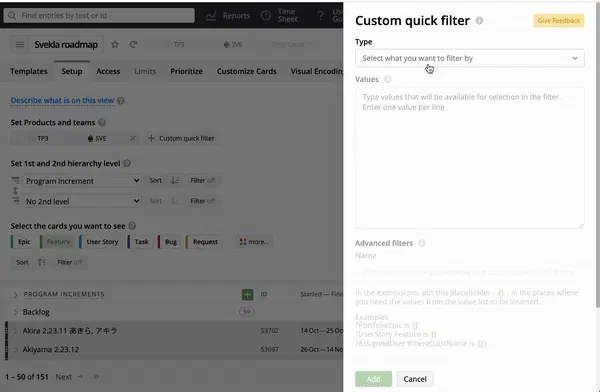 Find entities by text or id
Reports
Time
Sheet
User
Gu
Svekla roadmap
TP3
SVE
Templates
Setup
Access
Limits
Prioritize
Customize Cards
Visual Encoding
Describe what is on this view
Set Products and teams
TP3
SVE
Custom quick filter
Set 1st and 2nd hierarchy level
Program Increment
Sort
Filter off
No 2nd level
Sort
Filter off
Select the cards you want to see
Epic
Feature
User Story
Task
Bug
Request
more...
Sort
Filter off
PROGRAM INCREMENTS
ID
Started — Fine
Backlog
59
Akira 2.23.11 あきら, アキラ
53702
14 Oct — 25 O
Akiyama 2.23.12
53697
26 Oct — 14 N
1 – 50 of 151
Next
Custom quick filter
Give Feedback
Type
Select what you want to filter by
Values
Type values that will be available for selection in the filter.
Enter one value per line
Advanced filters
Name
In the expressions, put this placeholder - {} - in the places where
you need the values from the value list to be inserted.
Examples
?PortfolioEpic is {}
?UserStory.Feature is {}
?AssignedUser.Where(LastName is {})
Add
Cancel